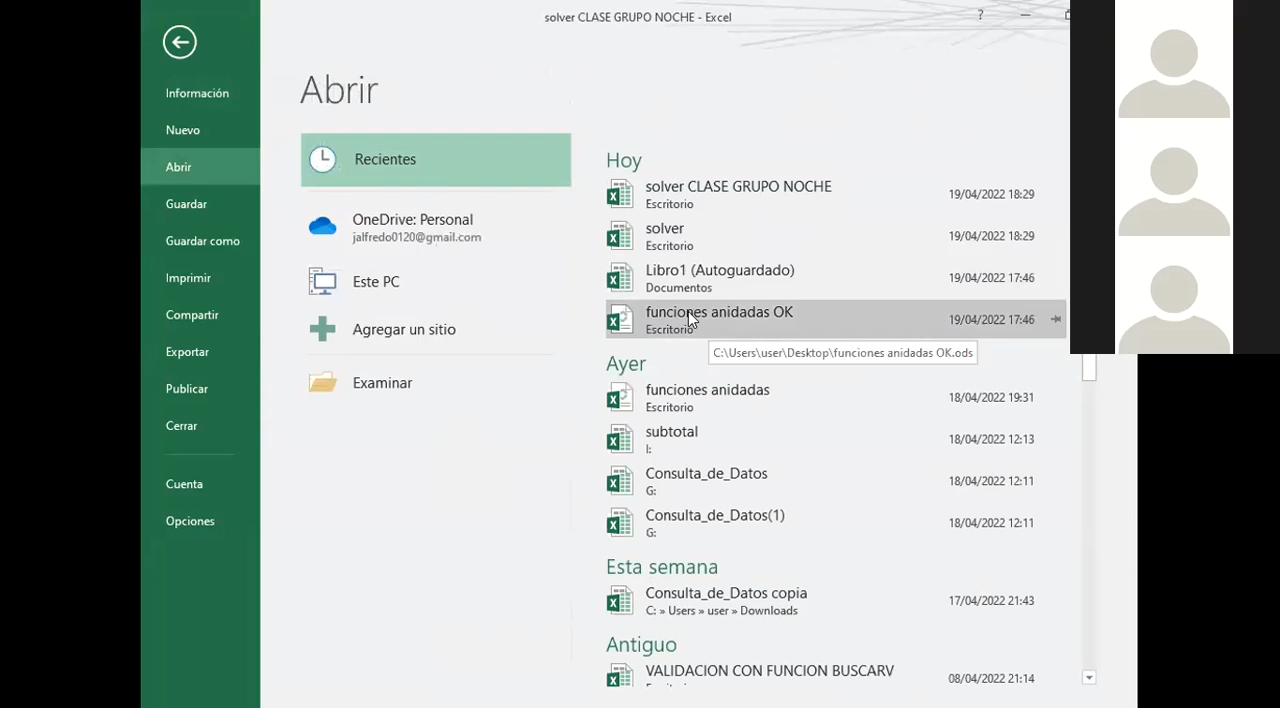 solver CLASE GRUPO NOCHE - Excel
?
Información
Nuevo
Abrir
Guardar
Guardar como
Imprimir
Compartir
Exportar
Publicar
Cerrar
Cuenta
Opciones
Abrir
Recientes
OneDrive: Personal
jalfredo0120@gmail.com
Este PC
Agregar un sitio
Examinar
Hoy
solver CLASE GRUPO NOCHE 19/04/2022 18:29
Escritorio
solver 19/04/2022 18:29
Escritorio
Libro1 (Autoguardado) 19/04/2022 17:46
Documentos
funciones anidadas OK 19/04/2022 17:46
Escritorio
C:\Users\user\Desktop\funciones anidadas OK.ods
Ayer
funciones anidadas 18/04/2022 19:31
Escritorio
subtotal 18/04/2022 12:13
I:
Consulta_de_Datos 18/04/2022 12:11
G:
Consulta_de_Datos(1) 18/04/2022 12:11
G:
Esta semana
Consulta_de_Datos copia 17/04/2022 21:43
C: » Users » user » Downloads
Antiguo
VALIDACION CON FUNCION BUSCARV 08/04/2022 21:14